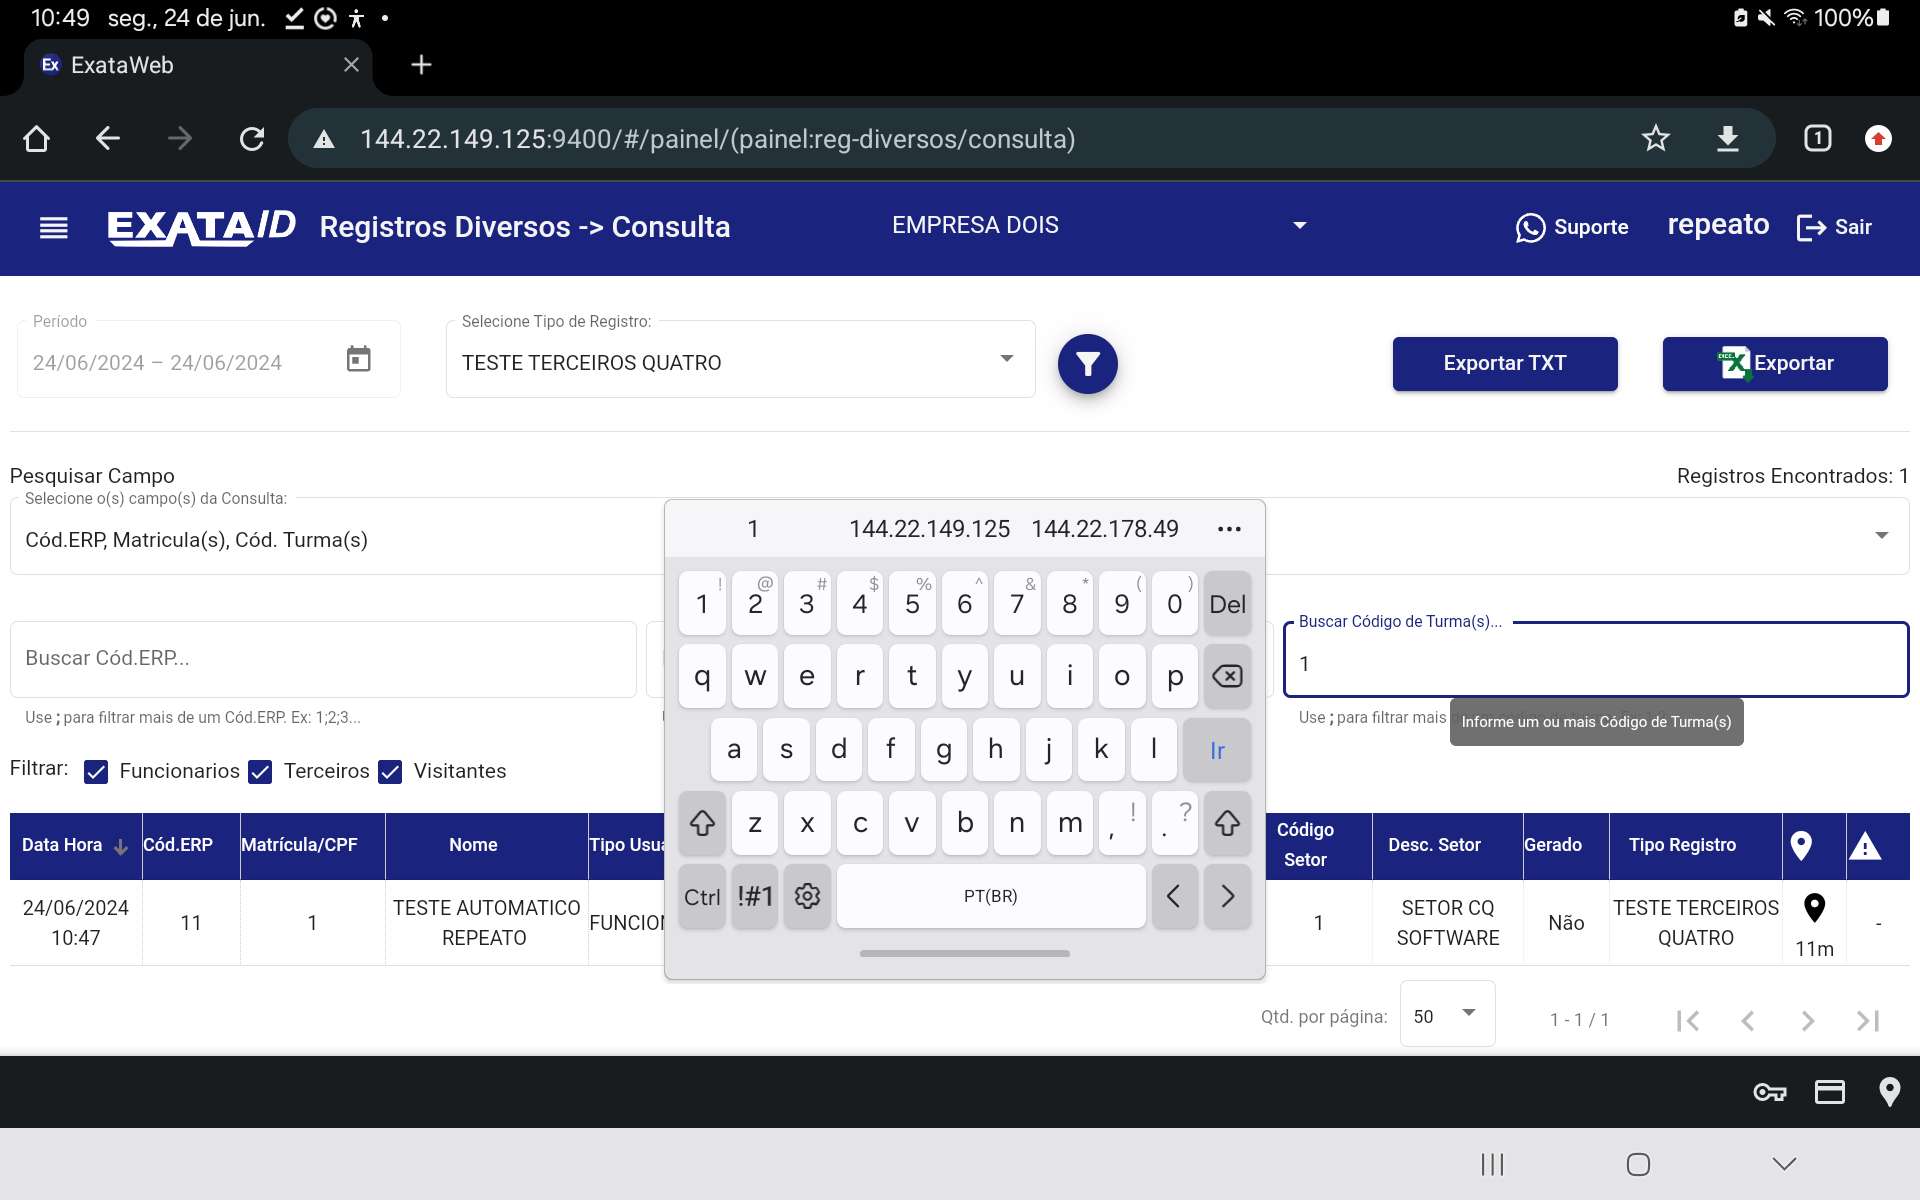 10:49 seg., 24 de jun. 100%
Ex ExataWeb
144.22.149.125:9400/#/painel/(painel:reg-diversos/consulta) 1
EXATA/D Registros Diversos -> Consulta EMPRESA DOIS Suporte repeato Sair
Período Selecione Tipo de Registro:
24/06/2024 – 24/06/2024 TESTE TERCEIROS QUATRO Exportar TXT Exportar
Pesquisar Campo Registros Encontrados: 1
Selecione o(s) campo(s) da Consulta:
Cód.ERP, Matricula(s), Cód. Turma(s)
1 144.22.149.125 144.22.178.49 ...
! @ # $ % ^ & * ( )
1 2 3 4 5 6 7 8 9 0 Del
q w e r t y u i o p
a s d f g h j k l Ir
z x c v b n m , ! . ?
Ctrl !#1 PT(BR)
Buscar Código de Turma(s)...
Buscar Cód.ERP... 1
Use ; para filtrar mais de um Cód.ERP. Ex: 1;2;3... Use ; para filtrar mais
Informe um ou mais Código de Turma(s)
Filtrar: Funcionarios Terceiros Visitantes
Data Hora Cód.ERP Matrícula/CPF Nome Tipo Código Setor Desc. Setor Gerado Tipo Registro
24/06/2024 10:47 11 1 TESTE AUTOMATICO REPEATO 1 SETOR CQ SOFTWARE Não TESTE TERCEIROS QUATRO 11m -
Qtd. por página: 50 1 - 1 / 1